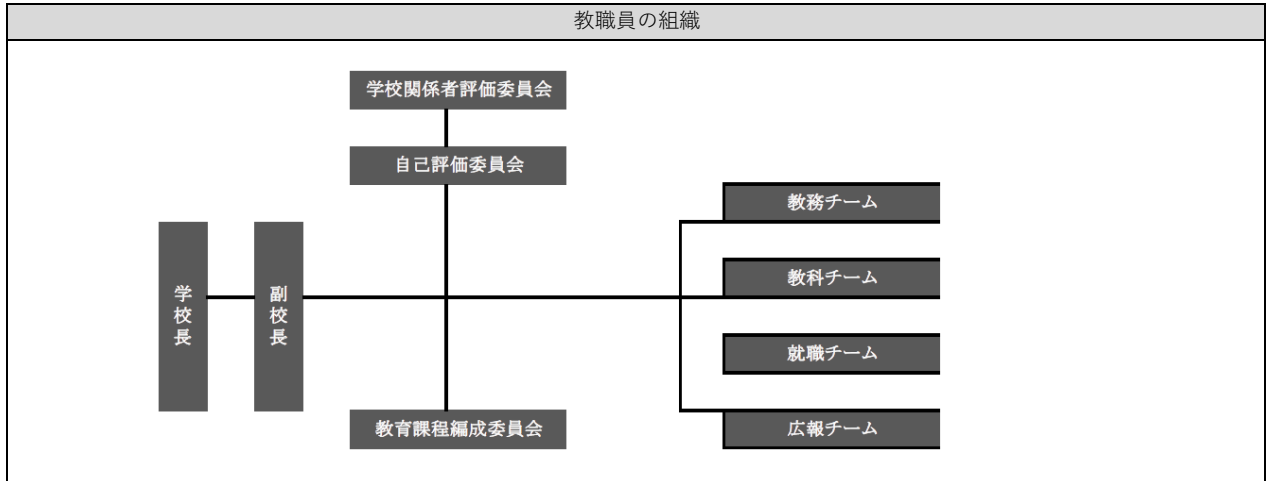 教職員の組織
学校関係者評価委員会
自己評価委員会
教務チーム
教科チーム
学校長
副校長
就職チーム
教育課程編成委員会
広報チーム